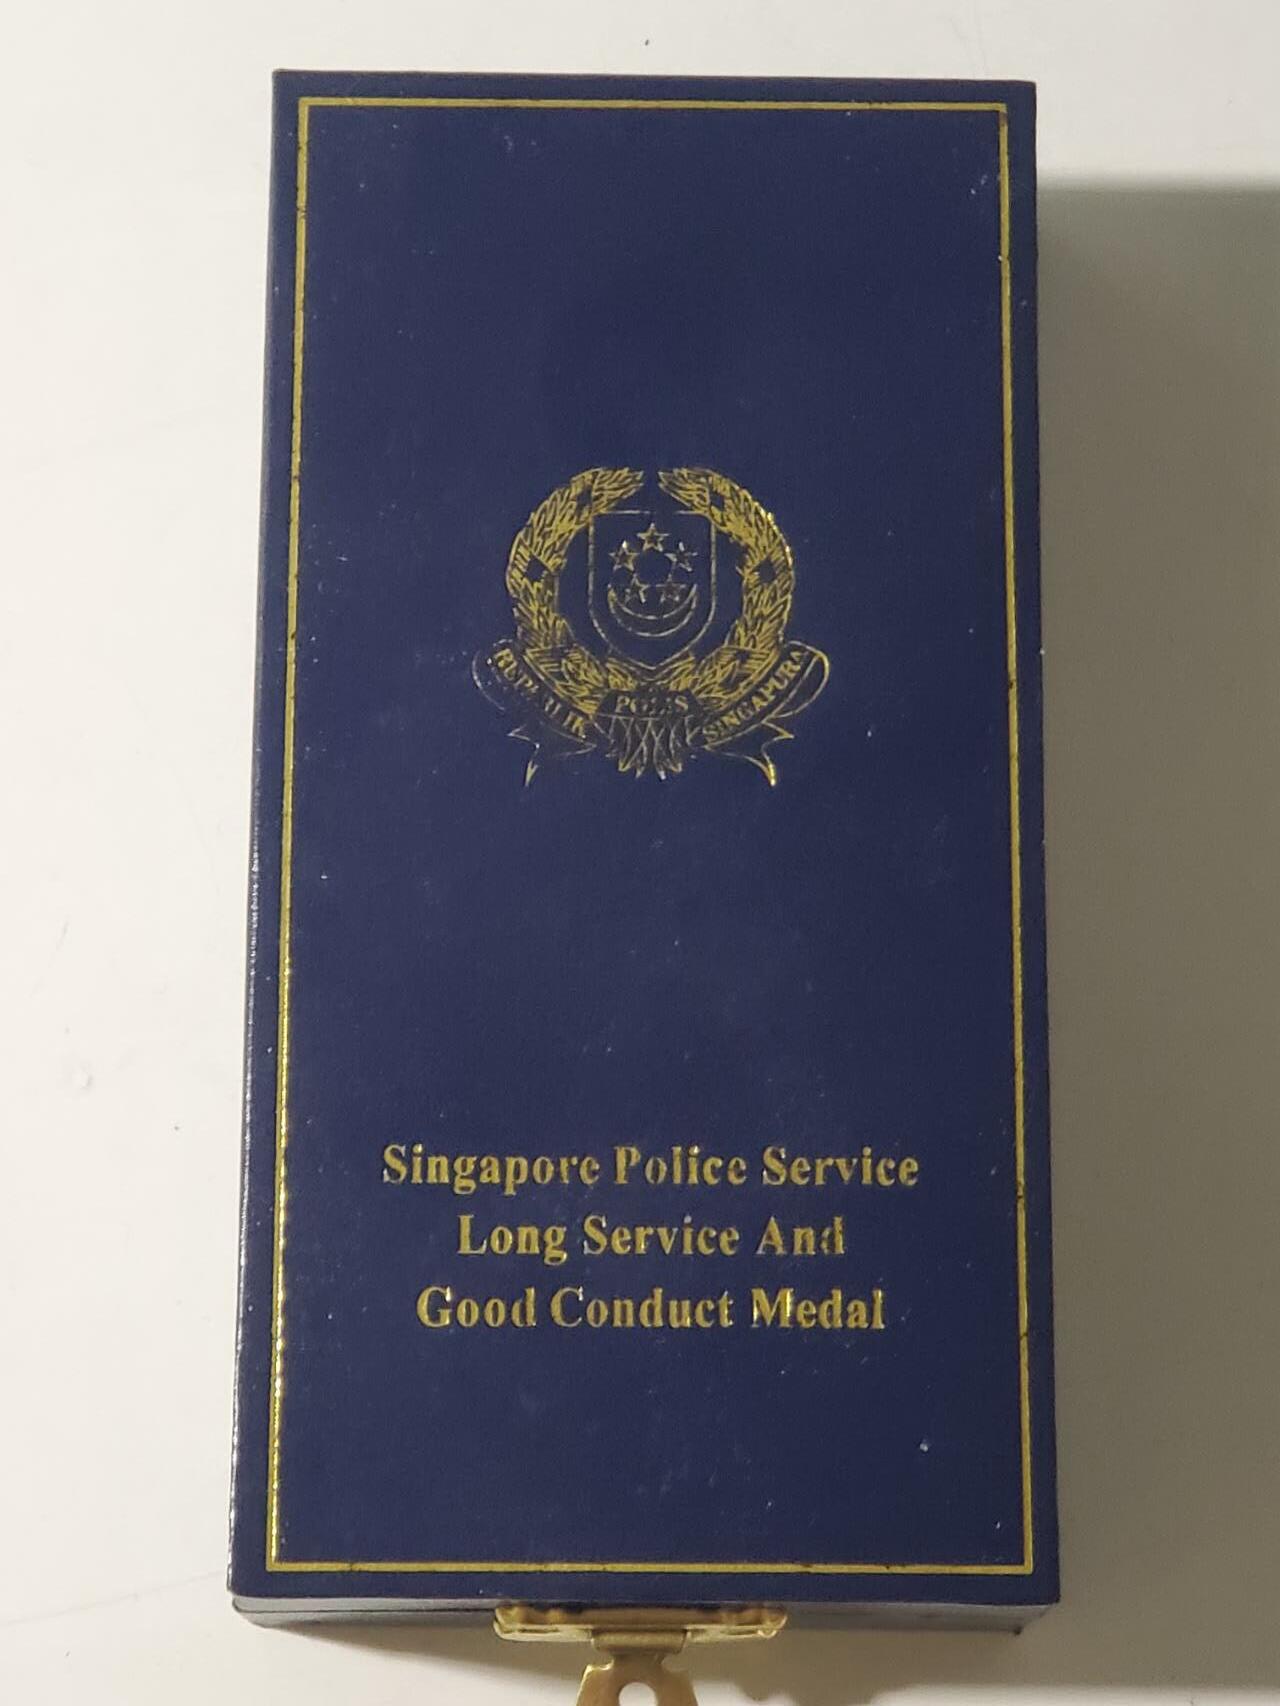 REPUBLIK POLIS SINGAPURA
Singapore Police Service
Long Service And
Good Conduct Medal